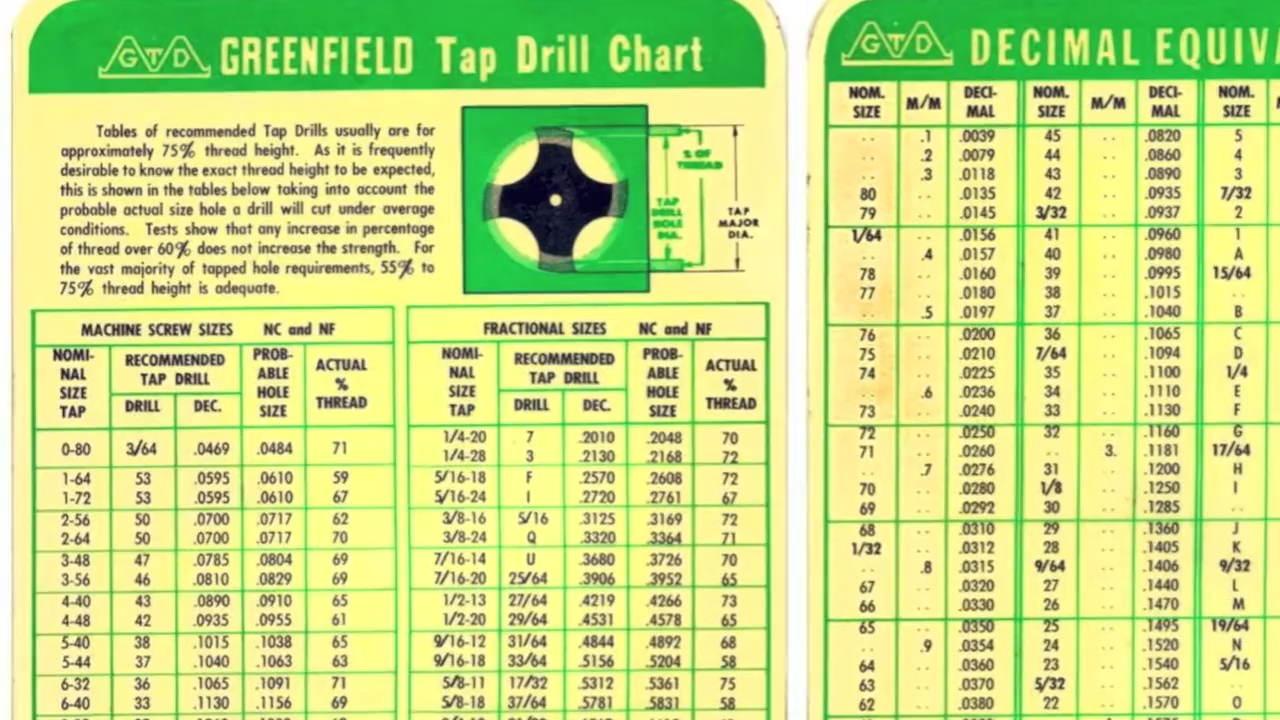 GTD GREENFIELD Tap Drill Chart
Tables of recommended Tap Drills usually are for
approximately 75% thread height. As it is frequently
desirable to know the exact thread height to be expected,
this is shown in the tables below taking into account the
probable actual size hole a drill will cut under average
conditions. Tests show that any increase in percentage
of thread over 60% does not increase the strength. For
the vast majority of tapped hole requirements, 55% to
75% thread height is adequate.
% OF
THREAD
TAP
DRILL
HOLE
DIA.
TAP
MAJOR
DIA.
MACHINE SCREW SIZES NC and NF
NOMI-
NAL
SIZE
TAP
RECOMMENDED
TAP DRILL
DRILL DEC.
PROB-
ABLE
HOLE
SIZE
ACTUAL
%
THREAD
0-80 3/64 .0469 .0484 71
1-64 53 .0595 .0610 59
1-72 53 .0595 .0610 67
2-56 50 .0700 .0717 62
2-64 50 .0700 .0717 70
3-48 47 .0785 .0804 69
3-56 46 .0810 .0829 69
4-40 43 .0890 .0910 65
4-48 42 .0935 .0955 61
5-40 38 .1015 .1038 65
5-44 37 .1040 .1063 63
6-32 36 .1065 .1091 71
6-40 33 .1130 .1156 69
FRACTIONAL SIZES NC and NF
NOMI-
NAL
SIZE
TAP
RECOMMENDED
TAP DRILL
DRILL DEC.
PROB-
ABLE
HOLE
SIZE
ACTUAL
%
THREAD
1/4-20 7 .2010 .2048 70
1/4-28 3 .2130 .2168 72
5/16-18 F .2570 .2608 72
5/16-24 I .2720 .2761 67
3/8-16 5/16 .3125 .3169 72
3/8-24 Q .3320 .3364 71
7/16-14 U .3680 .3726 70
7/16-20 25/64 .3906 .3952 65
1/2-13 27/64 .4219 .4266 73
1/2-20 29/64 .4531 .4578 65
9/16-12 31/64 .4844 .4892 68
9/16-18 33/64 .5156 .5204 58
5/8-11 17/32 .5312 .5361 75
5/8-18 37/64 .5781 .5831 58
GTD DECIMAL EQUIV
NOM.
SIZE
M/M
DECI-
MAL
NOM.
SIZE
M/M
DECI-
MAL
NOM.
SIZE
.. .1 .0039 45 .. .0820 5
.. .2 .0079 44 .. .0860 4
.. .3 .0118 43 .. .0890 3
80 .. .0135 42 .. .0935 7/32
79 .. .0145 3/32 .. .0937 2
1/64 .. .0156 41 .. .0960 1
.. .4 .0157 40 .. .0980 A
78 .. .0160 39 .. .0995 15/64
77 .. .0180 38 .. .1015 ..
.. .5 .0197 37 .. .1040 B
76 .. .0200 36 .. .1065 C
75 .. .0210 7/64 .. .1094 D
74 .. .0225 35 .. .1100 1/4
.. .6 .0236 34 .. .1110 E
73 .. .0240 33 .. .1130 F
72 .. .0250 32 .. .1160 G
71 .. .0260 .. 3. .1181 17/64
.. .7 .0276 31 .. .1200 H
70 .. .0280 1/8 .. .1250 I
69 .. .0292 30 .. .1285 ..
68 .. .0310 29 .. .1360 J
1/32 .. .0312 28 .. .1405 K
.. .8 .0315 9/64 .. .1406 9/32
67 .. .0320 27 .. .1440 L
66 .. .0330 26 .. .1470 M
65 .. .0350 25 .. .1495 19/64
.. .9 .0354 24 .. .1520 N
64 .. .0360 23 .. .1540 5/16
63 .. .0370 5/32 .. .1562 ..
62 .. .0380 22 .. .1570 O